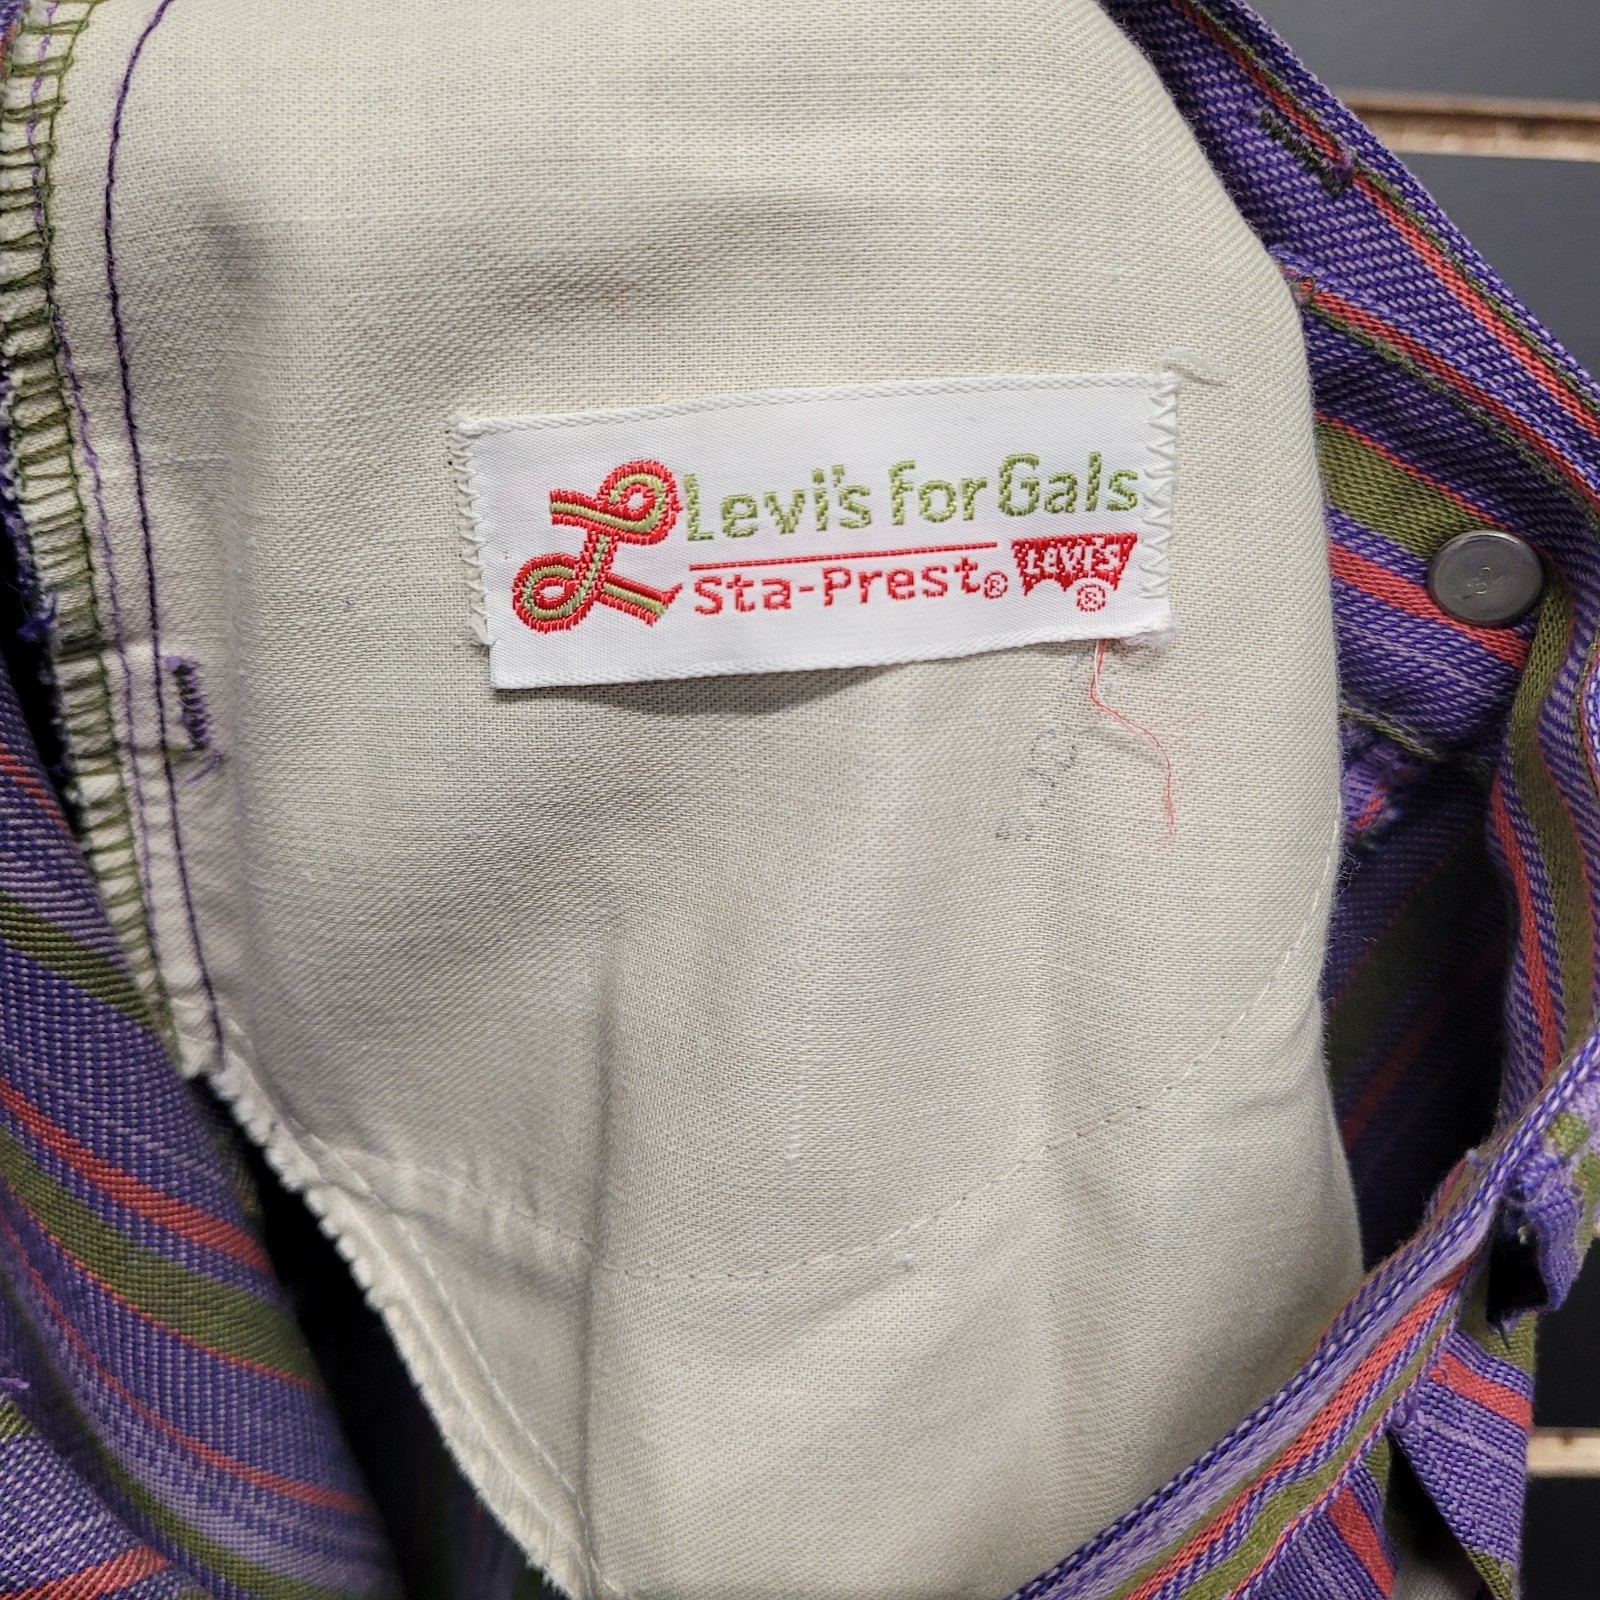 Levi's For Gals
Sta-Prest® LEVI'S ®